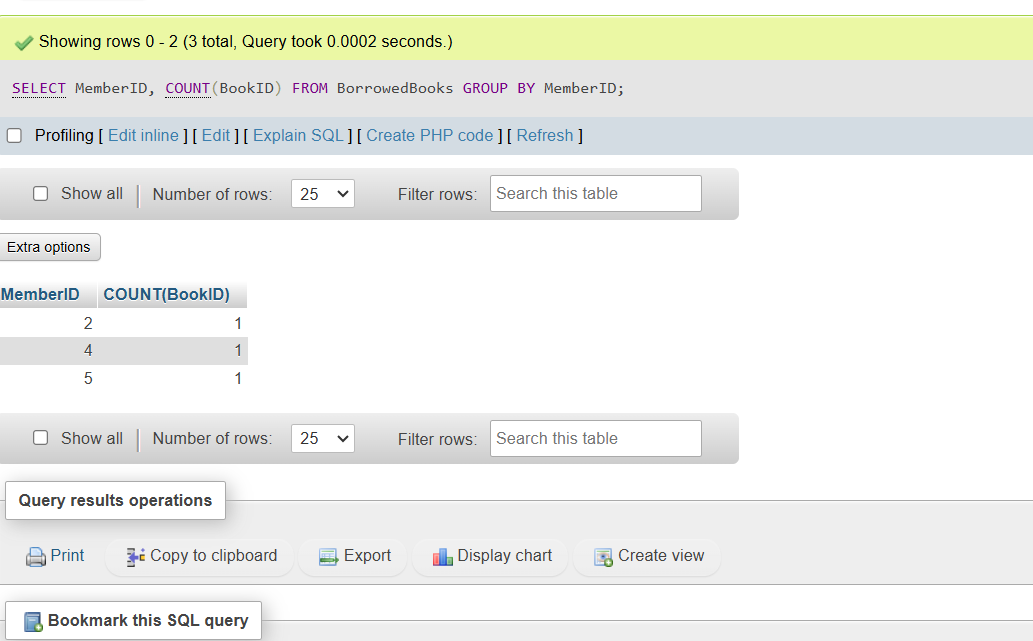 Showing rows 0 - 2 (3 total, Query took 0.0002 seconds.)
SELECT MemberID, COUNT(BookID) FROM BorrowedBooks GROUP BY MemberID;
Profiling [ Edit inline ] [ Edit ] [ Explain SQL ] [ Create PHP code ] [ Refresh ]
Show all | Number of rows: 25 Filter rows: Search this table
Extra options
MemberID COUNT(BookID)
2 1
4 1
5 1
Show all | Number of rows: 25 Filter rows: Search this table
Query results operations
Print Copy to clipboard Export Display chart Create view
Bookmark this SQL query